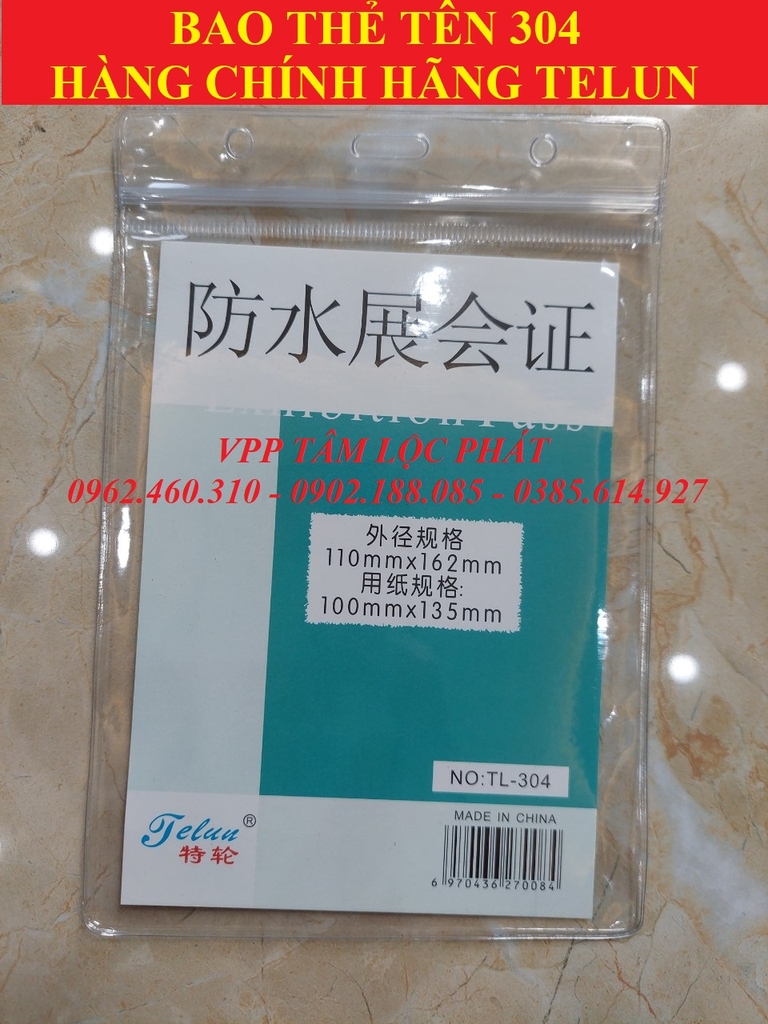 BAO THẺ TÊN 304
HÀNG CHÍNH HÃNG TELUN
防水展会证
Exhibition Pass
VPP TÂM LỘC PHÁT
0962.460.310 - 0902.188.085 - 0385.614.927
外径规格
110mmx162mm
用纸规格:
100mmx135mm
NO:TL-304
MADE IN CHINA
Telun®
特轮
6 970436 270084